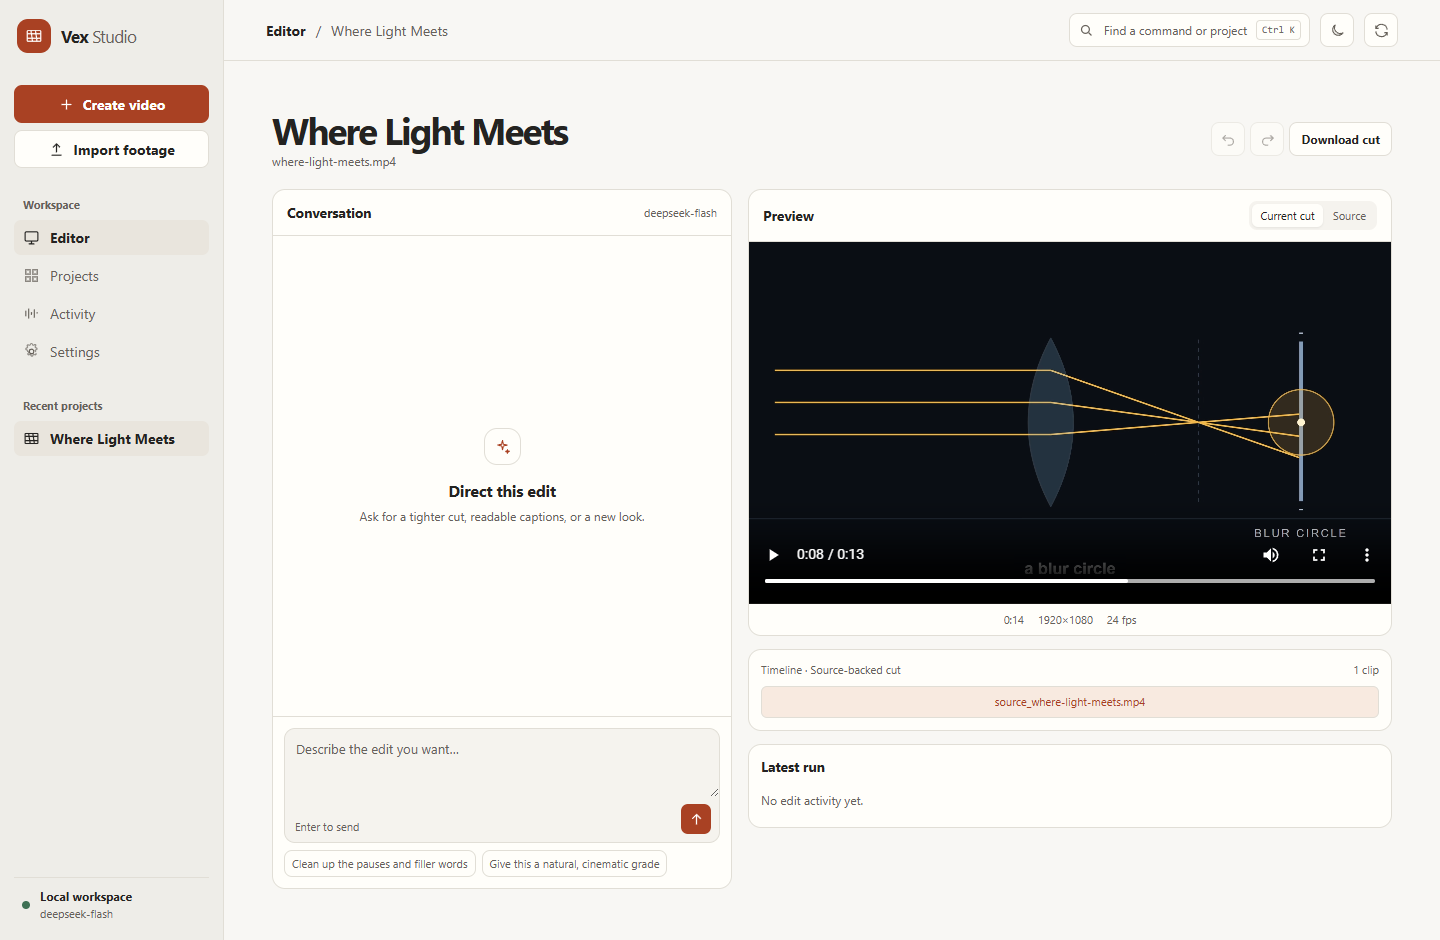 Vex Studio
Create video
Import footage
Workspace
Editor
Projects
Activity
Settings
Recent projects
Where Light Meets
Local workspace
deepseek-flash
Editor / Where Light Meets
Find a command or project Ctrl K
Where Light Meets
where-light-meets.mp4
Download cut
Conversation deepseek-flash
Direct this edit
Ask for a tighter cut, readable captions, or a new look.
Describe the edit you want...
Enter to send
Clean up the pauses and filler words Give this a natural, cinematic grade
Preview Current cut Source
BLUR CIRCLE
0:08 / 0:13
a blur circle
0:14 1920×1080 24 fps
Timeline · Source-backed cut 1 clip
source_where-light-meets.mp4
Latest run
No edit activity yet.